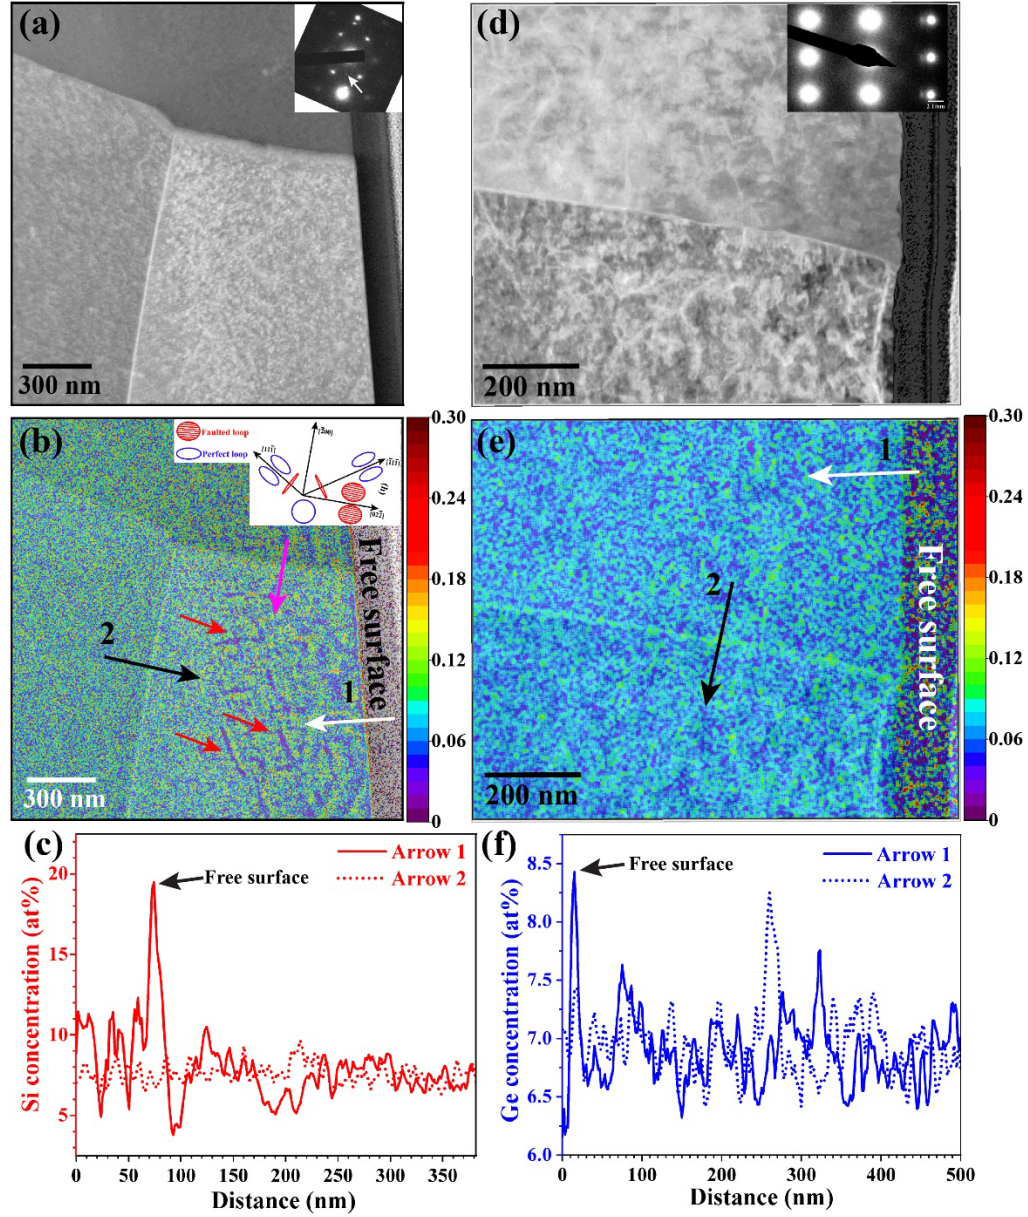 (a)
300 nm
(d)
2 1/nm
200 nm
(b)
Faulted loop
Perfect loop
(h)
Free surface
2
1
300 nm
0.30
0.24
0.18
0.12
0.06
0
(e)
1
2
Free surface
200 nm
0.30
0.24
0.18
0.12
0.06
0
(c)
Arrow 1
Arrow 2
Free surface
Si concentration (at%)
20
15
10
5
0 50 100 150 200 250 300 350
Distance (nm)
(f)
Arrow 1
Arrow 2
Free surface
Ge concentration (at%)
8.5
8.0
7.5
7.0
6.5
6.0
0 100 200 300 400 500
Distance (nm)